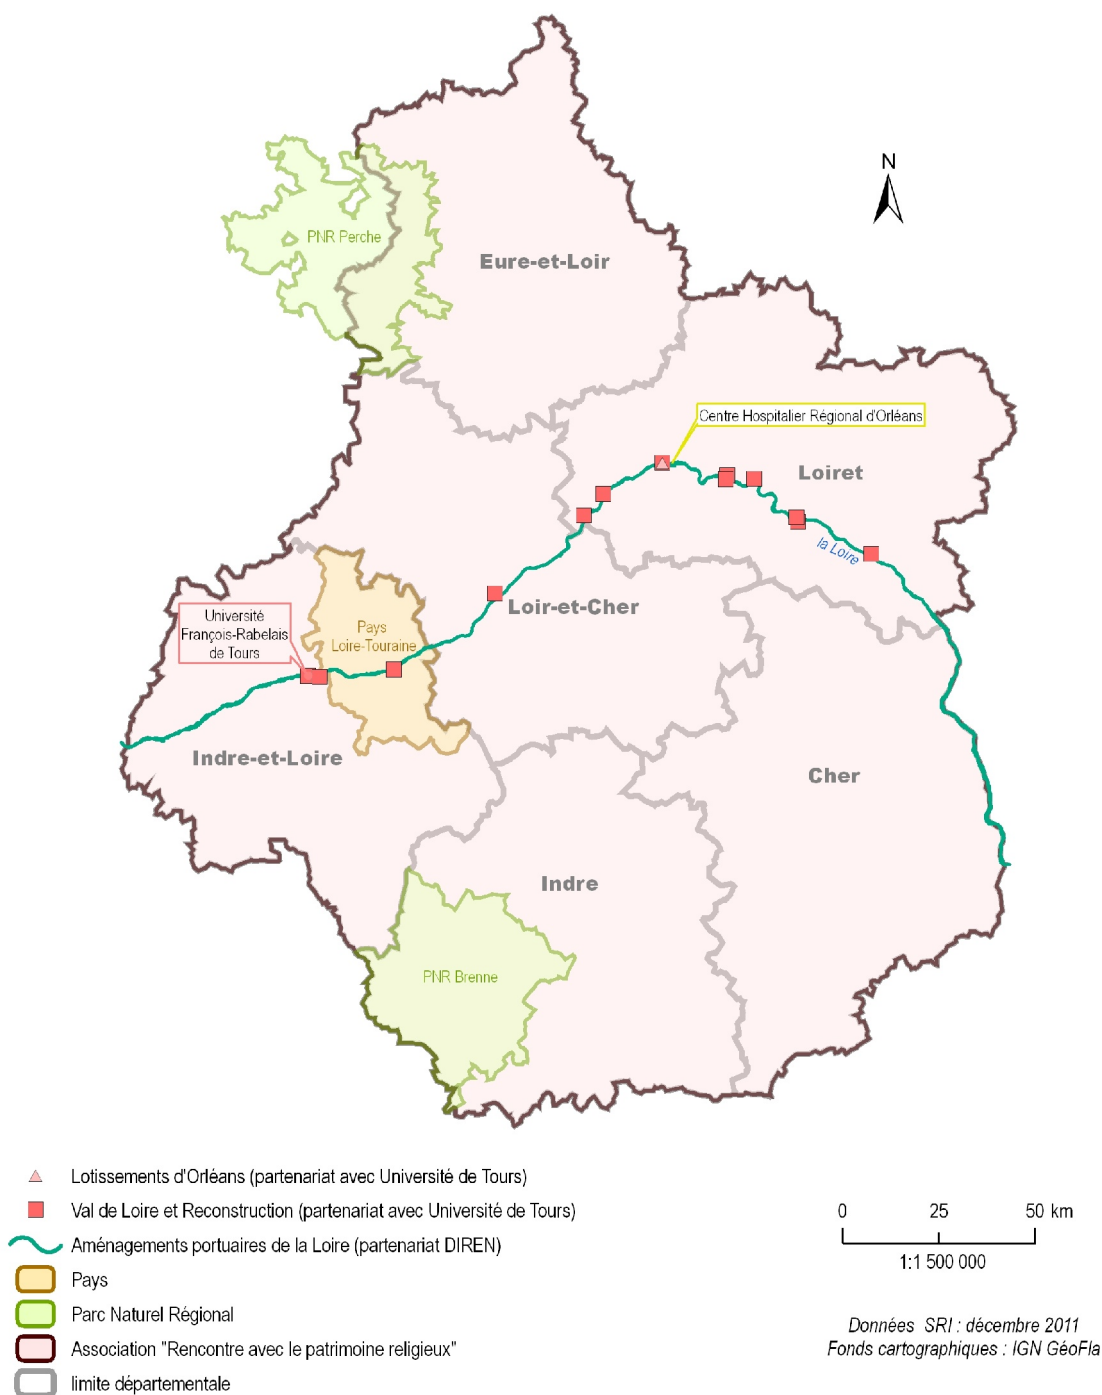 N
PNR Perche
Eure-et-Loir
Centre Hospitalier Régional d'Orléans
Loiret
la Loire
Loir-et-Cher
Université
François-Rabelais
de Tours
Pays
Loire-Touraine
Indre-et-Loire
Cher
Indre
PNR Brenne
Lotissements d'Orléans (partenariat avec Université de Tours)
Val de Loire et Reconstruction (partenariat avec Université de Tours)
Aménagements portuaires de la Loire (partenariat DIREN)
Pays
Parc Naturel Régional
Association "Rencontre avec le patrimoine religieux"
limite départementale
0 25 50 km
1:1 500 000
Données SRI : décembre 2011
Fonds cartographiques : IGN GéoFla